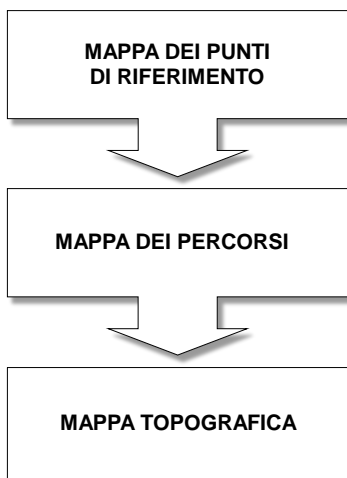 MAPPA DEI PUNTI
DI RIFERIMENTO
MAPPA DEI PERCORSI
MAPPA TOPOGRAFICA